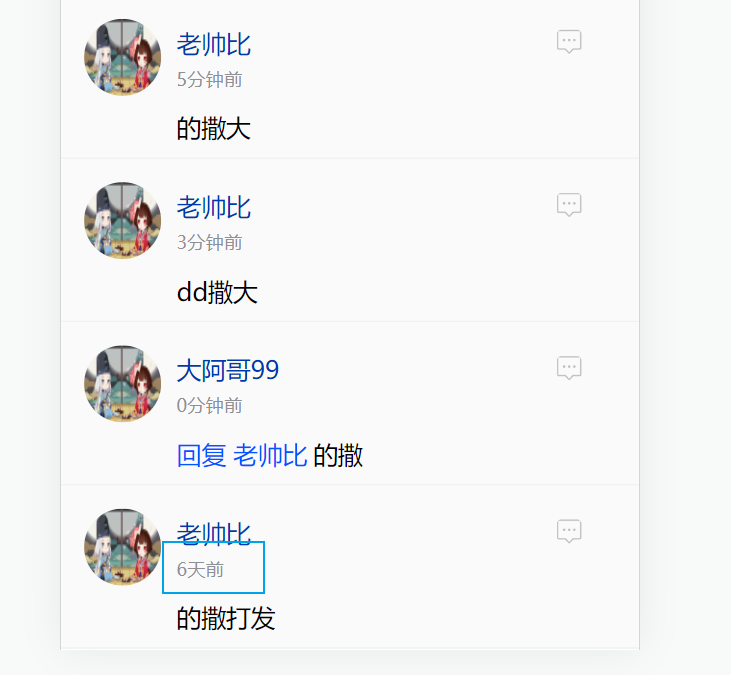 老帅比
5分钟前
的撒大
老帅比
3分钟前
dd撒大
大阿哥99
0分钟前
回复 老帅比 的撒
老帅比
6天前
的撒打发